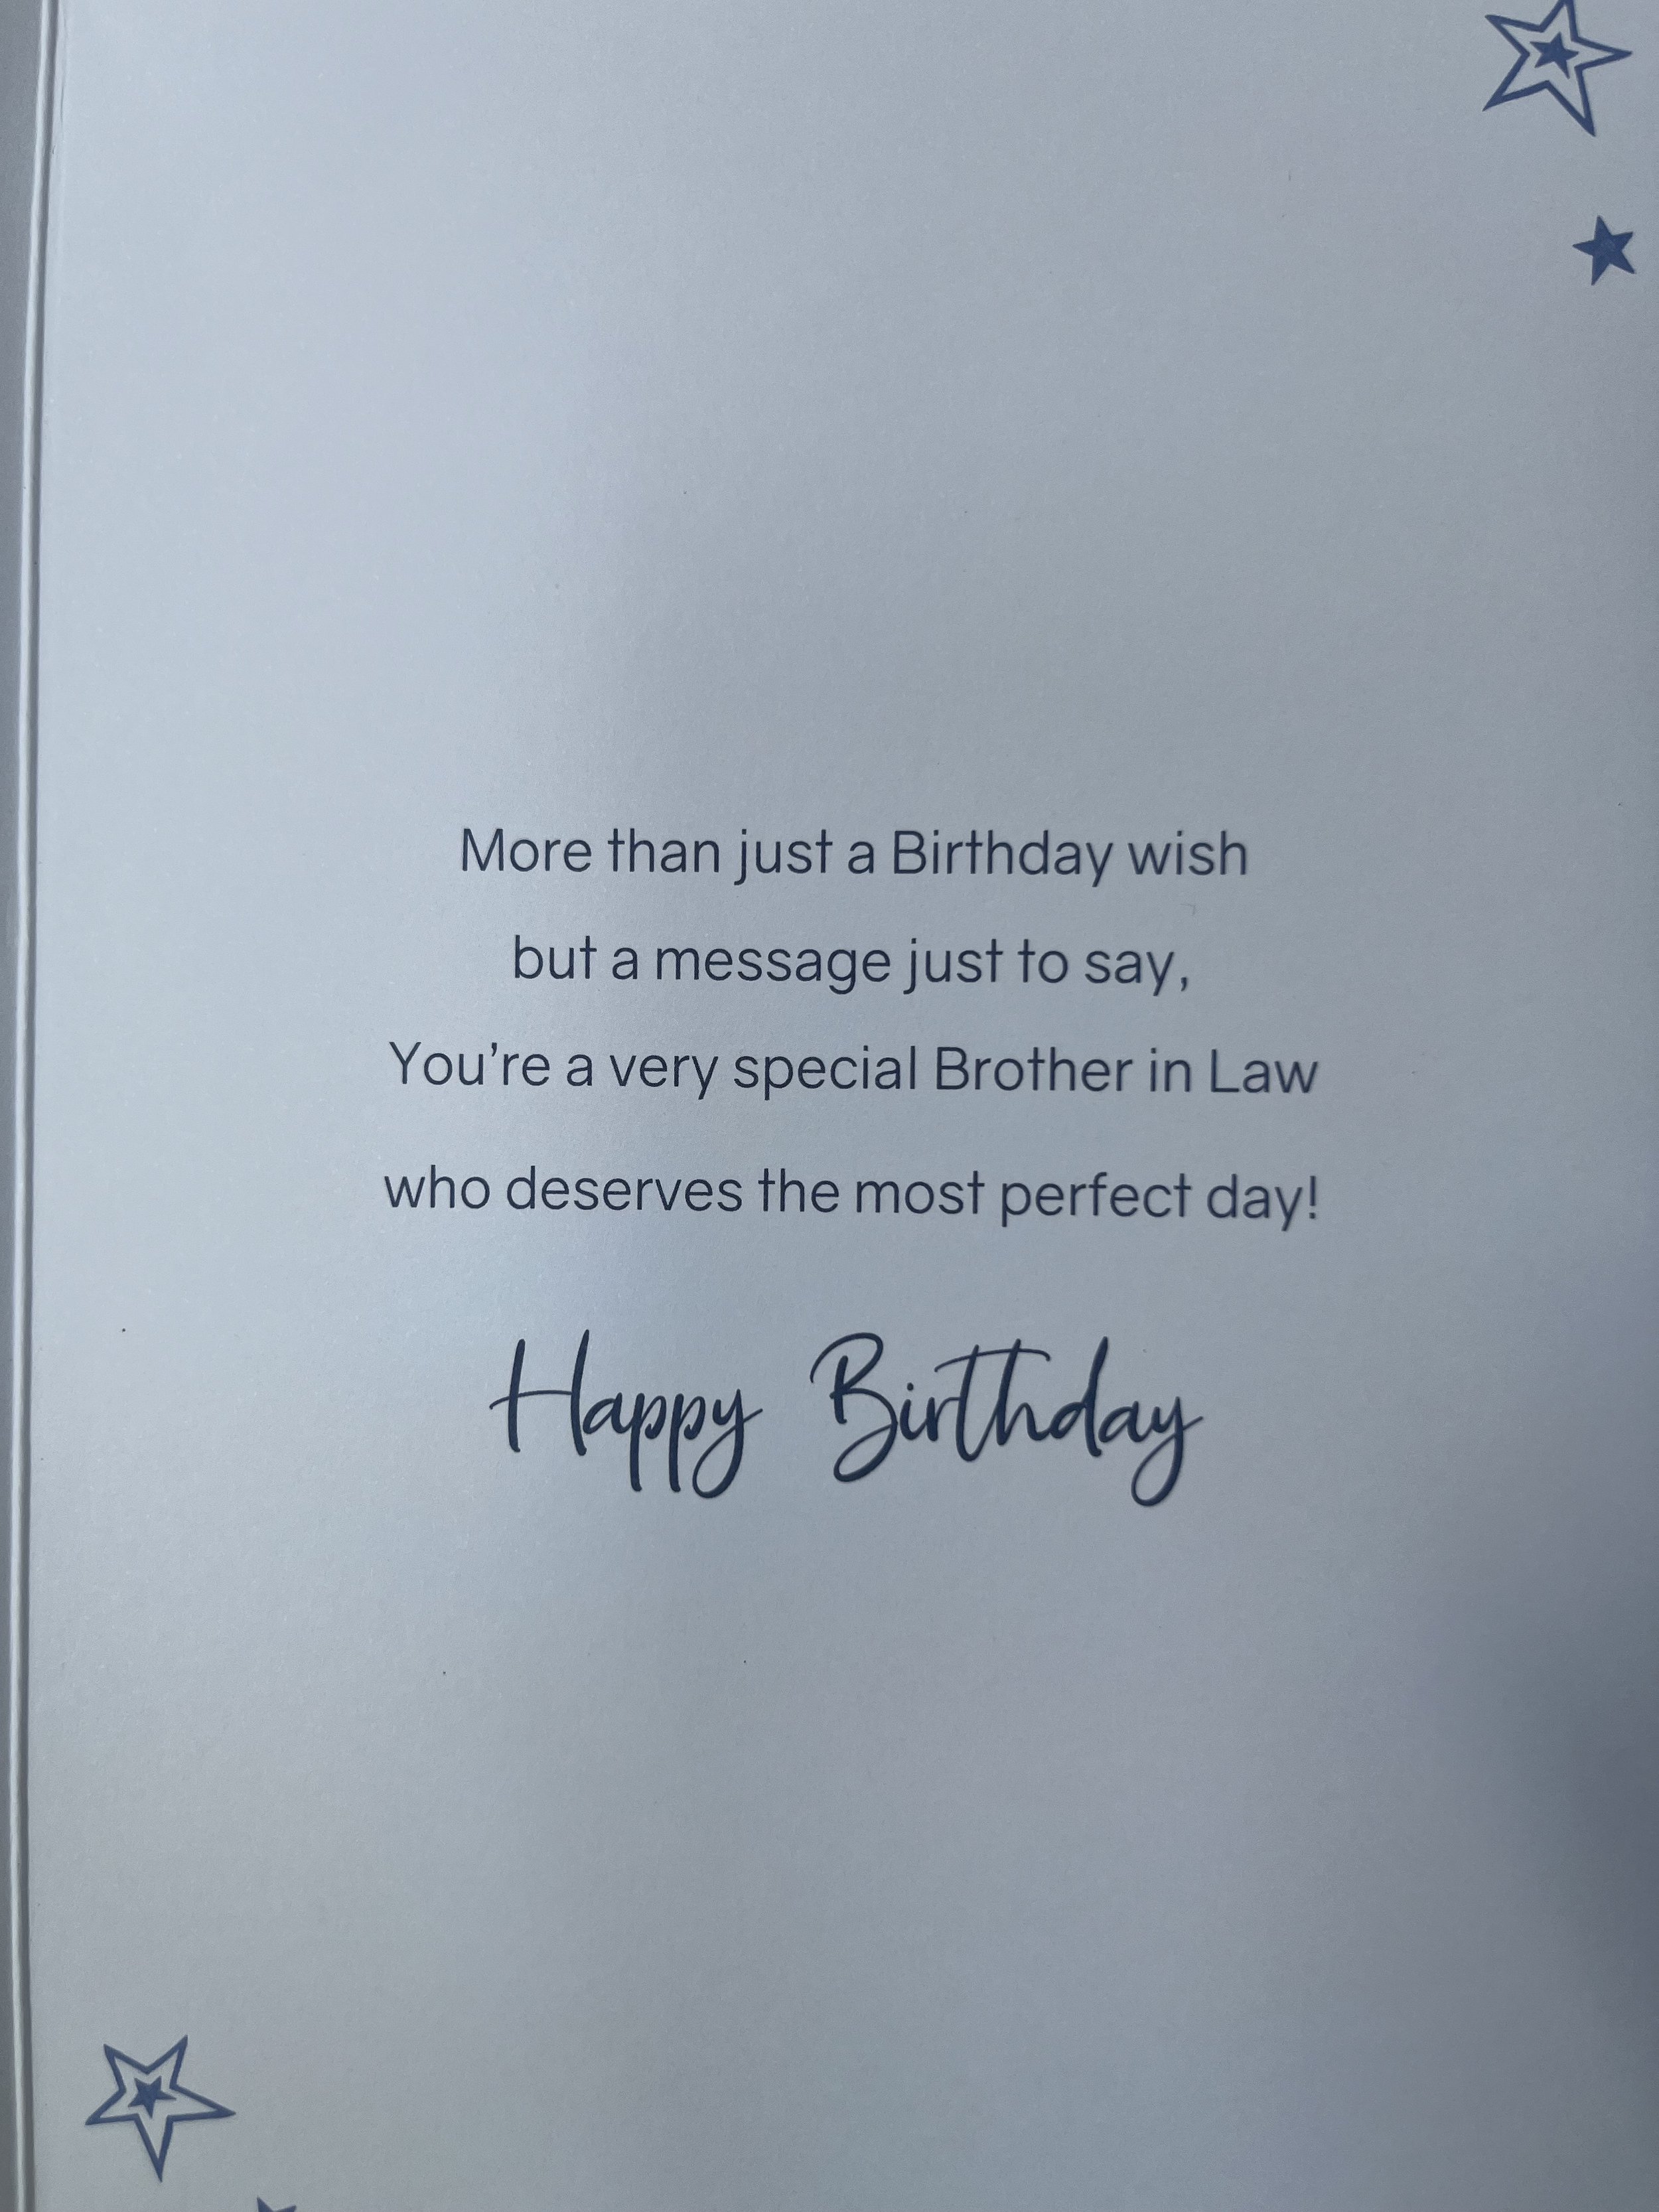 More than just a Birthday wish
but a message just to say,
You're a very special Brother in Law
who deserves the most perfect day!
Happy Birthday